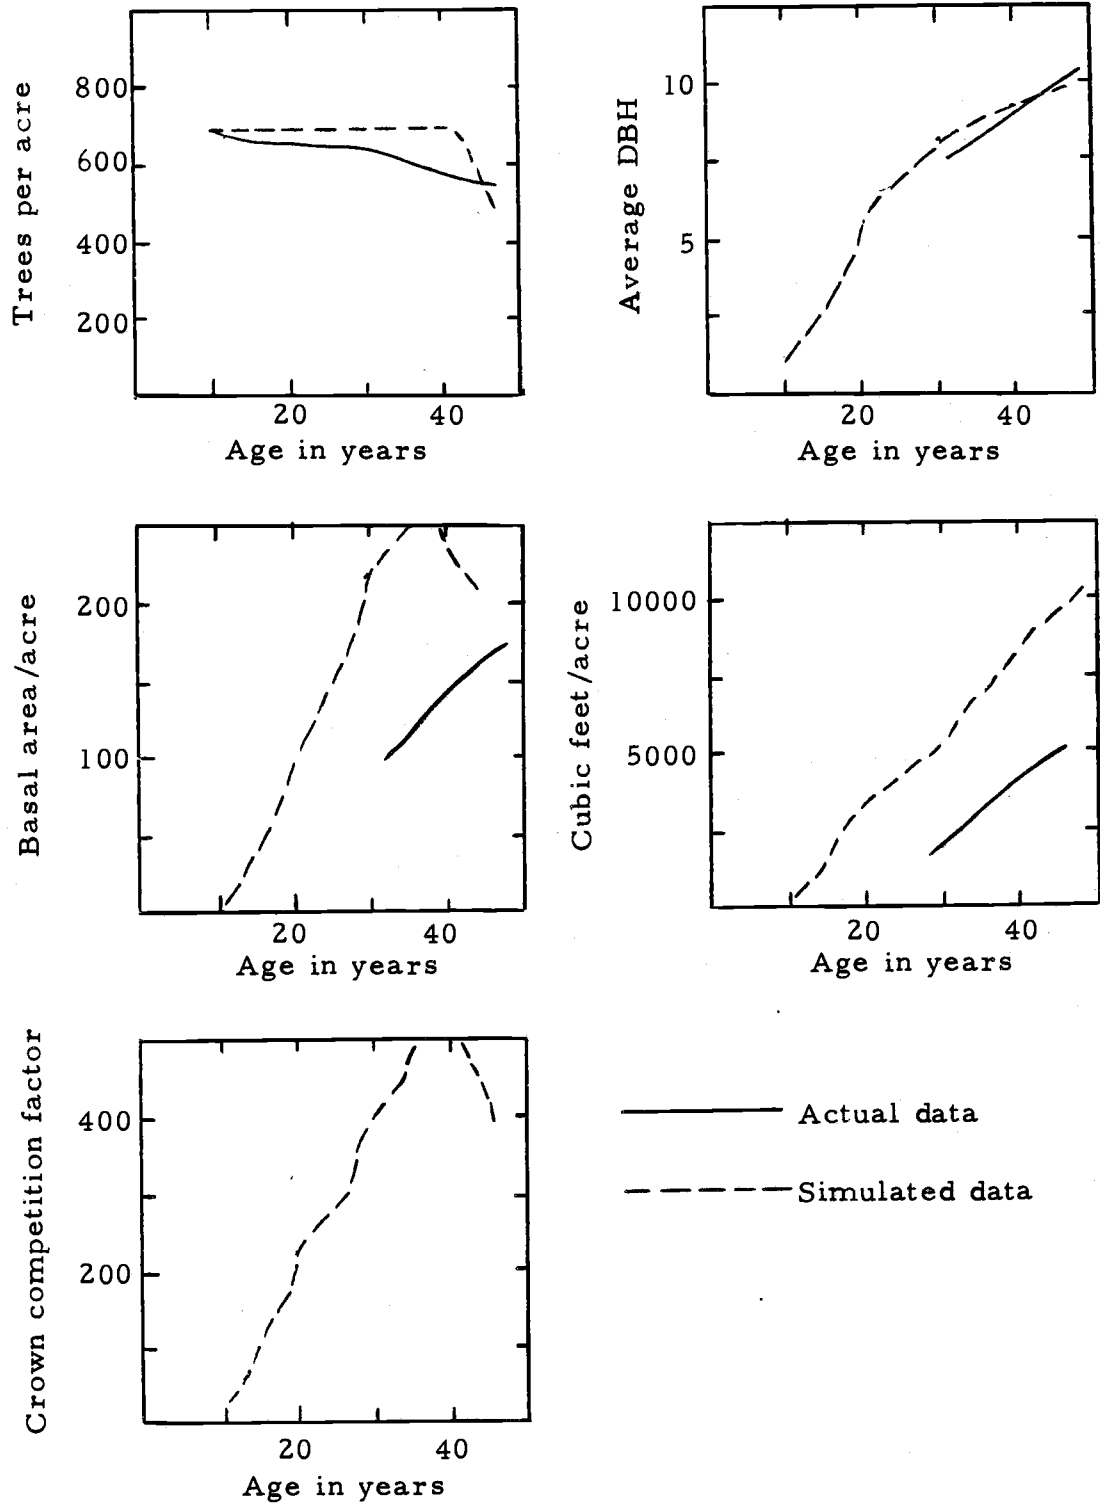 Trees per acre
800
600
400
200
20
40
Age in years
Average DBH
10
5
20
40
Age in years
Basal area/acre
200
100
20
40
Age in years
Cubic feet/acre
10000
5000
20
40
Age in years
Crown competition factor
400
200
20
40
Age in years
Actual data
Simulated data